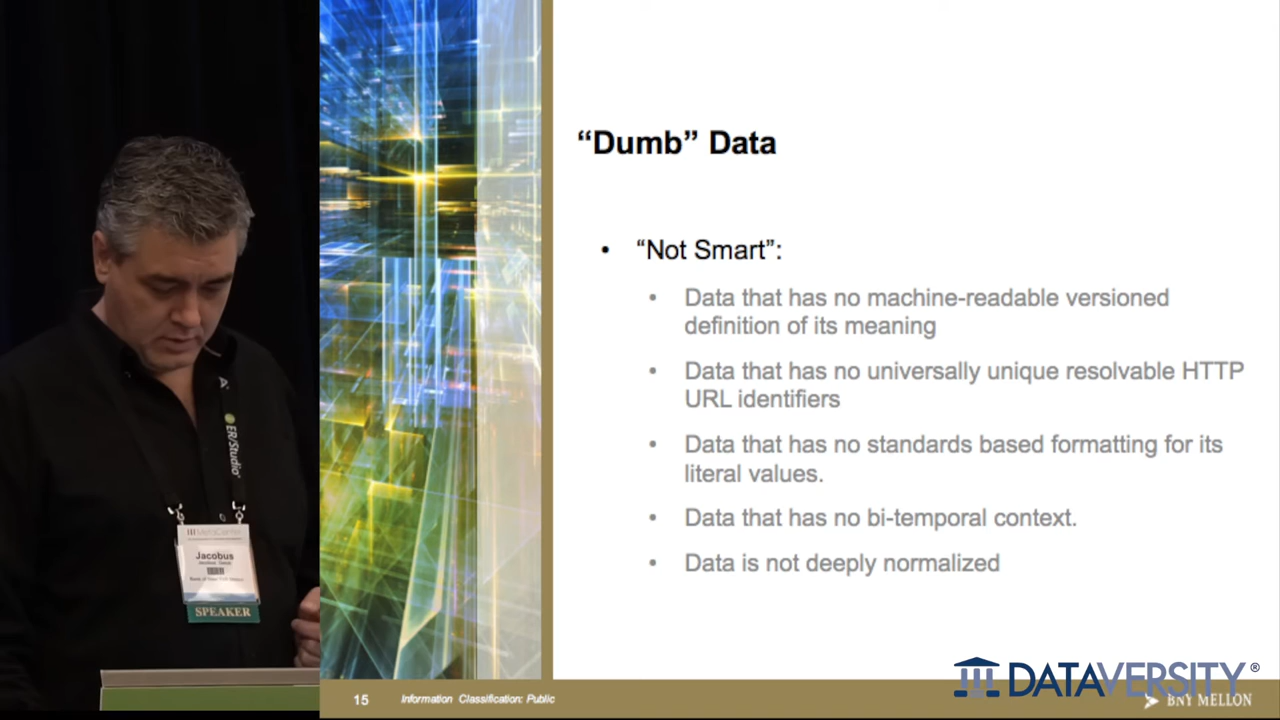 “Dumb” Data
• “Not Smart”:
• Data that has no machine-readable versioned
definition of its meaning
• Data that has no universally unique resolvable HTTP
URL identifiers
• Data that has no standards based formatting for its
literal values.
• Data that has no bi-temporal context.
• Data is not deeply normalized
ER/Studio
Jacobus
SPEAKER
15 Information Classification: Public
DATAVERSITY®
BNY MELLON